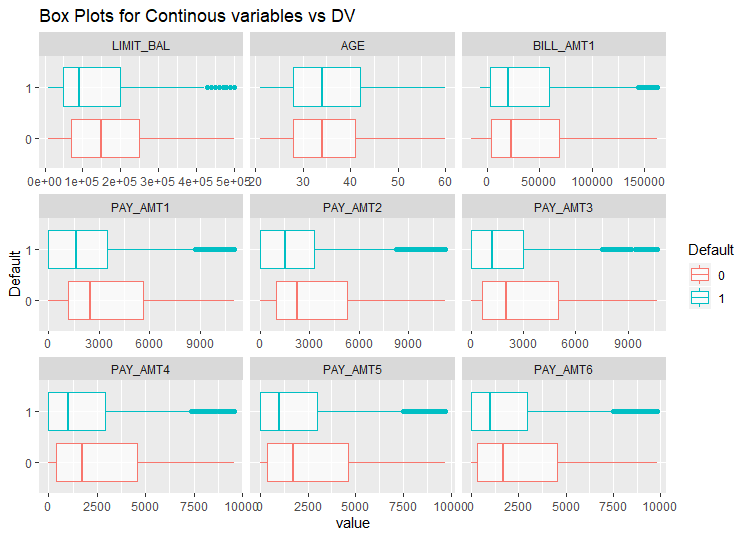 Box Plots for Continous variables vs DV
LIMIT_BAL AGE BILL_AMT1
1
0
0e+00 1e+05 2e+05 3e+05 4e+05 5e+05 20 30 40 50 60 0 50000 100000 150000
PAY_AMT1 PAY_AMT2 PAY_AMT3
1
0
0 3000 6000 9000 0 3000 6000 9000 0 3000 6000 9000
PAY_AMT4 PAY_AMT5 PAY_AMT6
1
0
0 2500 5000 7500 10000 0 2500 5000 7500 10000 0 2500 5000 7500 10000
value
Default
Default
0
1